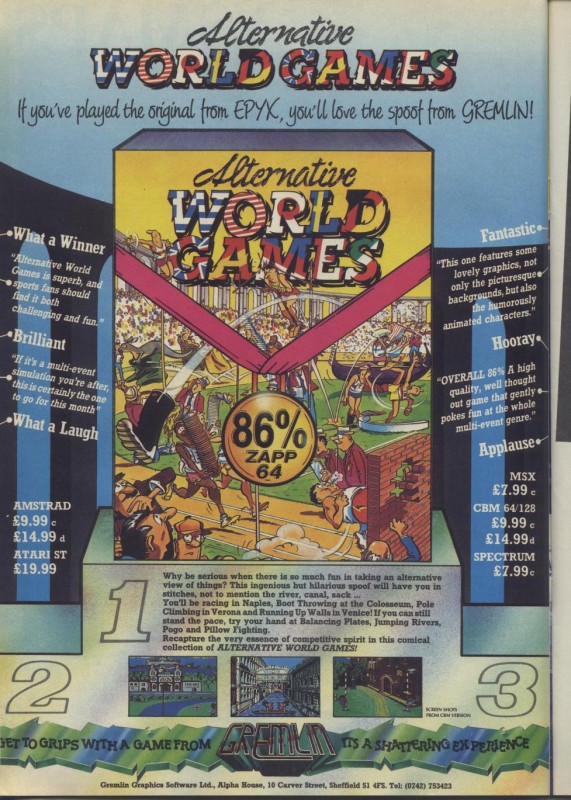 Alternative
WORLD GAMES
If you've played the original from EPYX, you'll love the spoof from GREMLIN!
Alternative
WORLD
GAMES
86%
ZAPP
64
What a Winner
"Alternative World
Games is superb, and
sports fans should
find it both
challenging and fun."
Brilliant
"If it's a multi-event
simulation you're after,
this is certainly the one
to go for this month"
What a Laugh
AMSTRAD
£9.99 c
£14.99 d
ATARI ST
£19.99
Fantastic
"This one features some
lovely graphics, not
only the picturesque
backgrounds, but also
the humorously
animated characters."
Hooray
"OVERALL 86% A high
quality, well thought
out game that gently
pokes fun at the whole
multi-event genre."
Applause
MSX
£7.99 c
CBM 64/128
£9.99 c
£14.99 d
SPECTRUM
£7.99 c
1
Why be serious when there is so much fun in taking an alternative
view of things? This ingenious but hilarious spoof will have you in
stitches, not to mention the river, canal, sack ...
You'll be racing in Naples, Boot Throwing at the Colosseum, Pole
Climbing in Verona and Running Up Walls in Venice! If you can still
stand the pace, try your hand at Balancing Plates, Jumping Rivers,
Pogo and Pillow Fighting.
Recapture the very essence of competitive spirit in this comical
collection of ALTERNATIVE WORLD GAMES!
2
3
SCREEN SHOTS
FROM CBM VERSION
GET TO GRIPS WITH A GAME FROM GREMLIN IT'S A SHATTERING EXPERIENCE
Gremlin Graphics Software Ltd., Alpha House, 10 Carver Street, Sheffield S1 4FS. Tel: (0742) 753423